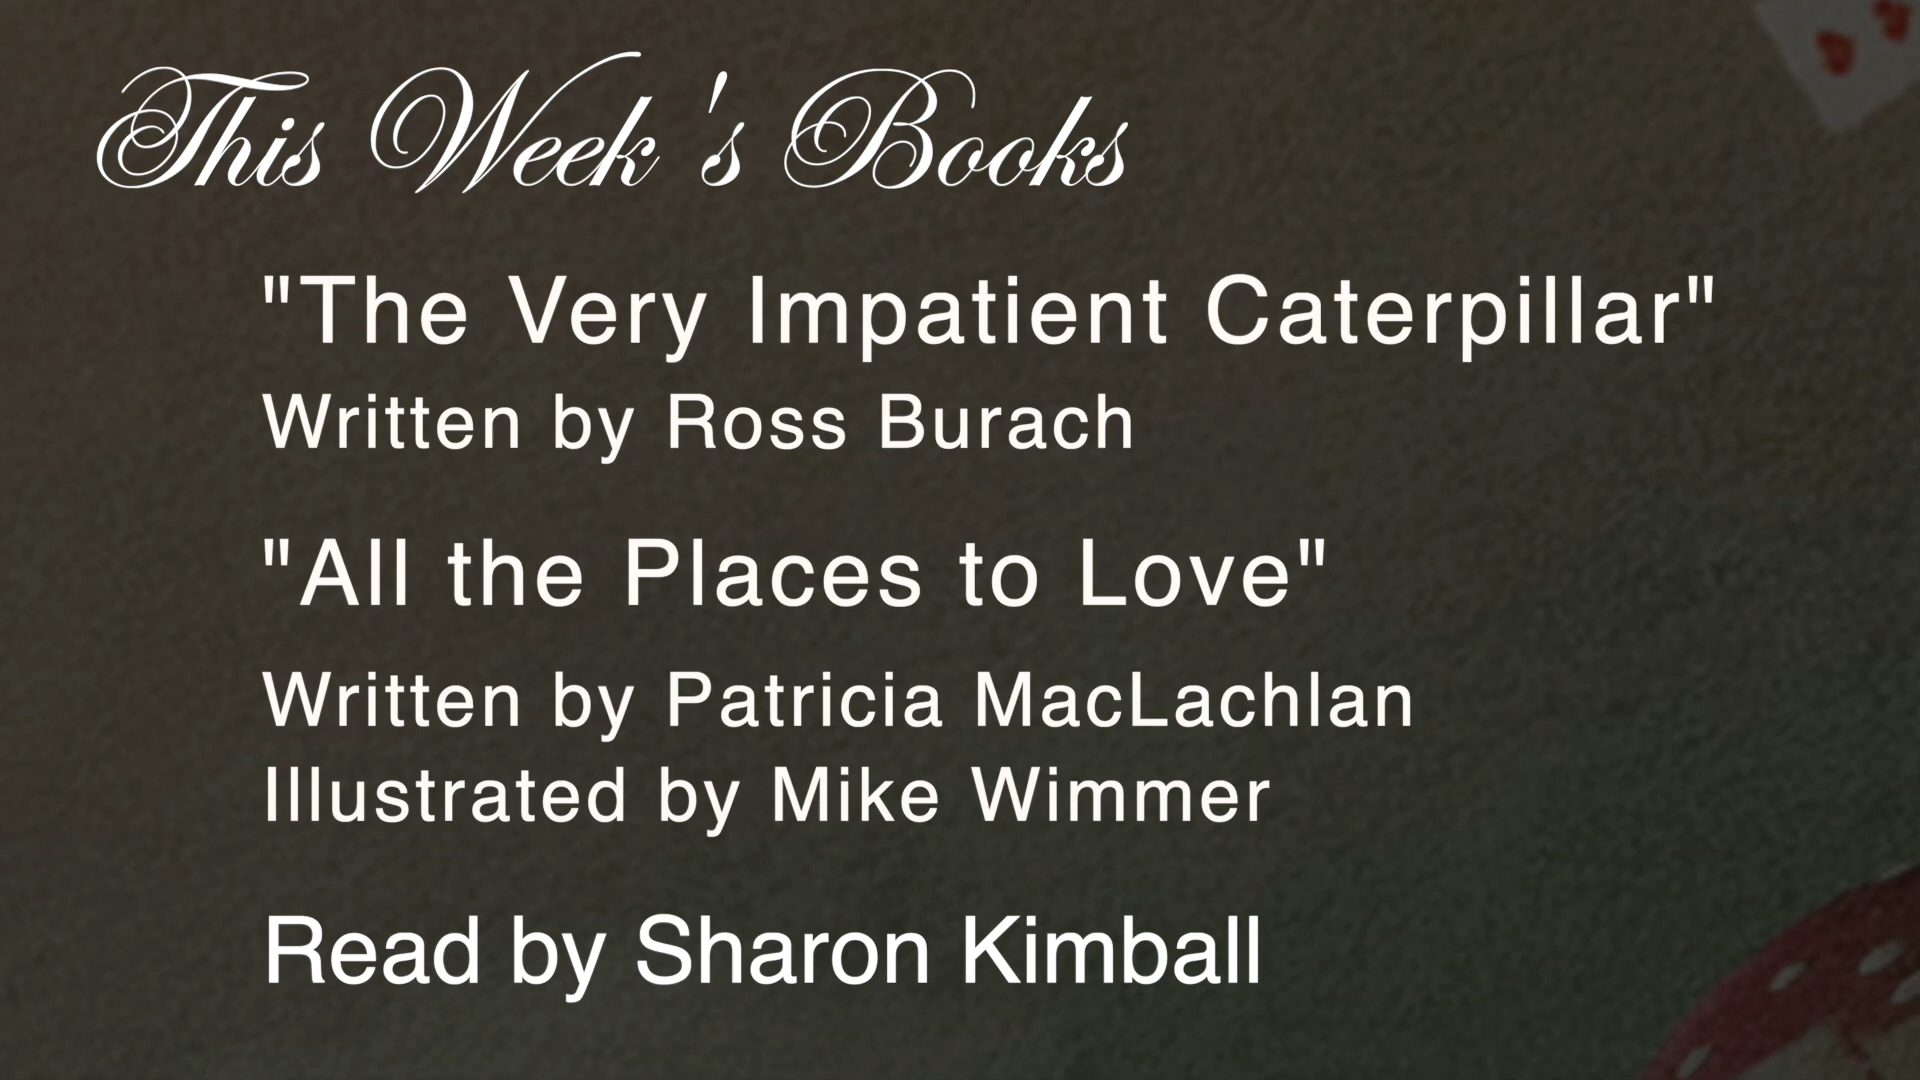 This Week's Books
"The Very Impatient Caterpillar"
Written by Ross Burach
"All the Places to Love"
Written by Patricia MacLachlan
Illustrated by Mike Wimmer
Read by Sharon Kimball